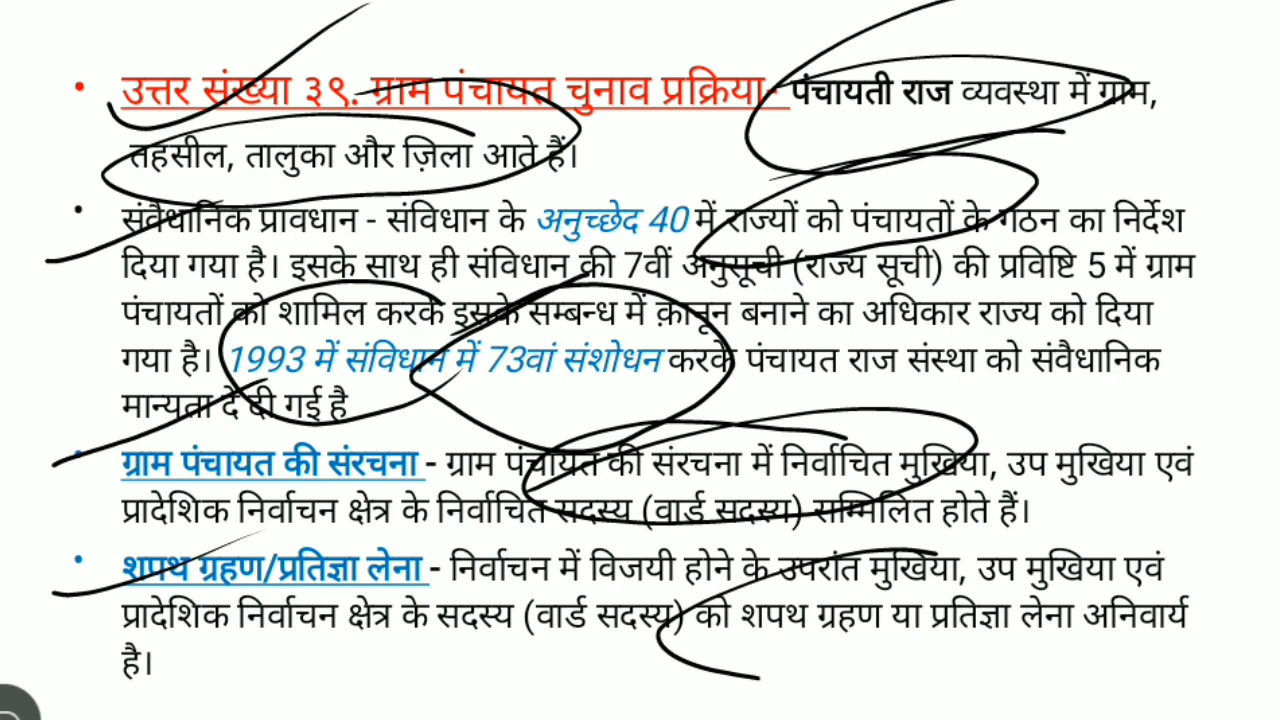 • उत्तर संख्या ३९. ग्राम पंचायत चुनाव प्रक्रिया- पंचायती राज व्यवस्था में ग्राम,
तहसील, तालुका और ज़िला आते हैं।
• संवैधानिक प्रावधान - संविधान के अनुच्छेद 40 में राज्यों को पंचायतों के गठन का निर्देश
दिया गया है। इसके साथ ही संविधान की 7वीं अनुसूची (राज्य सूची) की प्रविष्टि 5 में ग्राम
पंचायतों को शामिल करके इसके सम्बन्ध में क़ानून बनाने का अधिकार राज्य को दिया
गया है। 1993 में संविधान में 73वां संशोधन करके पंचायत राज संस्था को संवैधानिक
मान्यता दे दी गई है
• ग्राम पंचायत की संरचना - ग्राम पंचायत की संरचना में निर्वाचित मुखिया, उप मुखिया एवं
प्रादेशिक निर्वाचन क्षेत्र के निर्वाचित सदस्य (वार्ड सदस्य) सम्मिलित होते हैं।
• शपथ ग्रहण/प्रतिज्ञा लेना - निर्वाचन में विजयी होने के उपरांत मुखिया, उप मुखिया एवं
प्रादेशिक निर्वाचन क्षेत्र के सदस्य (वार्ड सदस्य) को शपथ ग्रहण या प्रतिज्ञा लेना अनिवार्य
है।